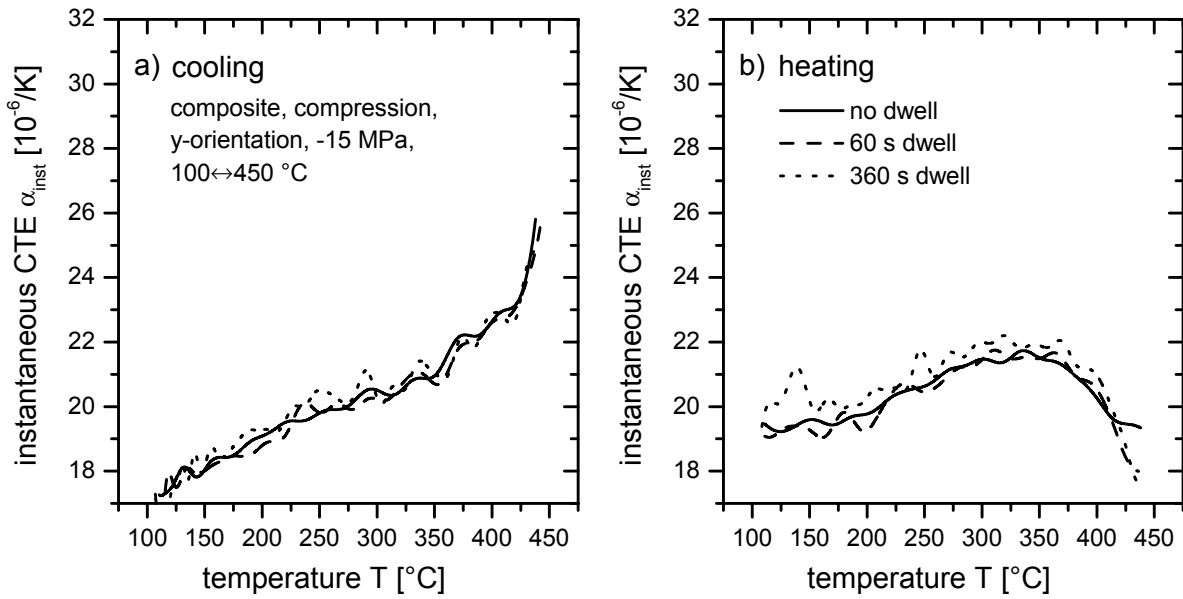 a) cooling
composite, compression,
y-orientation, -15 MPa,
100↔450 °C
instantaneous CTE α_inst [10⁻⁶/K]
32
30
28
26
24
22
20
18
100 150 200 250 300 350 400 450
temperature T [°C]
b) heating
no dwell
60 s dwell
360 s dwell
instantaneous CTE α_inst [10⁻⁶/K]
32
30
28
26
24
22
20
18
100 150 200 250 300 350 400 450
temperature T [°C]